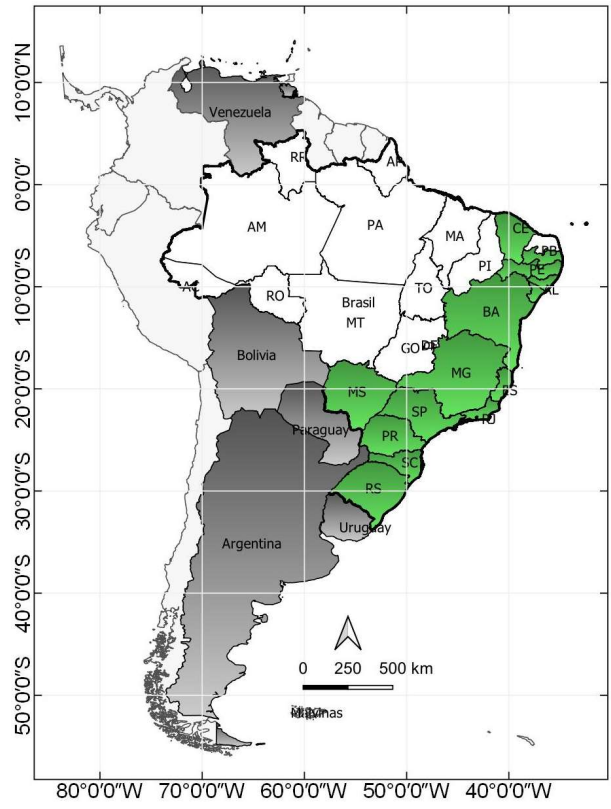 10°0'0"N
0°0'0"
10°0'0"S
20°0'0"S
30°0'0"S
40°0'0"S
50°0'0"S
Venezuela
RR
AP
AM
PA
MA
CE
PB
PI
PE
AL
AC
RO
TO
Brasil
MT
BA
GO
DF
Bolivia
MS
MG
ES
SP
RJ
Paraguay
PR
SC
RS
Uruguay
Argentina
0 250 500 km
80°0'0"W 70°0'0"W 60°0'0"W 50°0'0"W 40°0'0"W